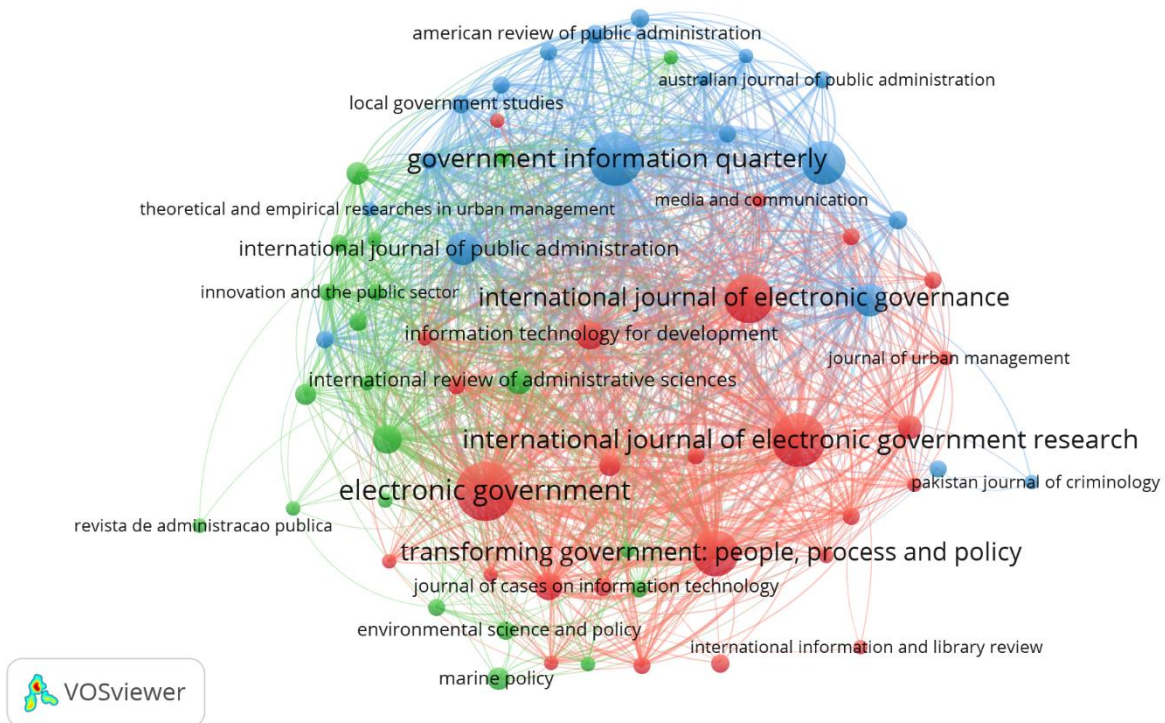 american review of public administration
australian journal of public administration
local government studies
government information quarterly
media and communication
theoretical and empirical researches in urban management
international journal of public administration
innovation and the public sector
international journal of electronic governance
information technology for development
journal of urban management
international review of administrative sciences
international journal of electronic government research
pakistan journal of criminology
electronic government
revista de administracao publica
transforming government: people, process and policy
journal of cases on information technology
environmental science and policy
international information and library review
marine policy
VOSviewer